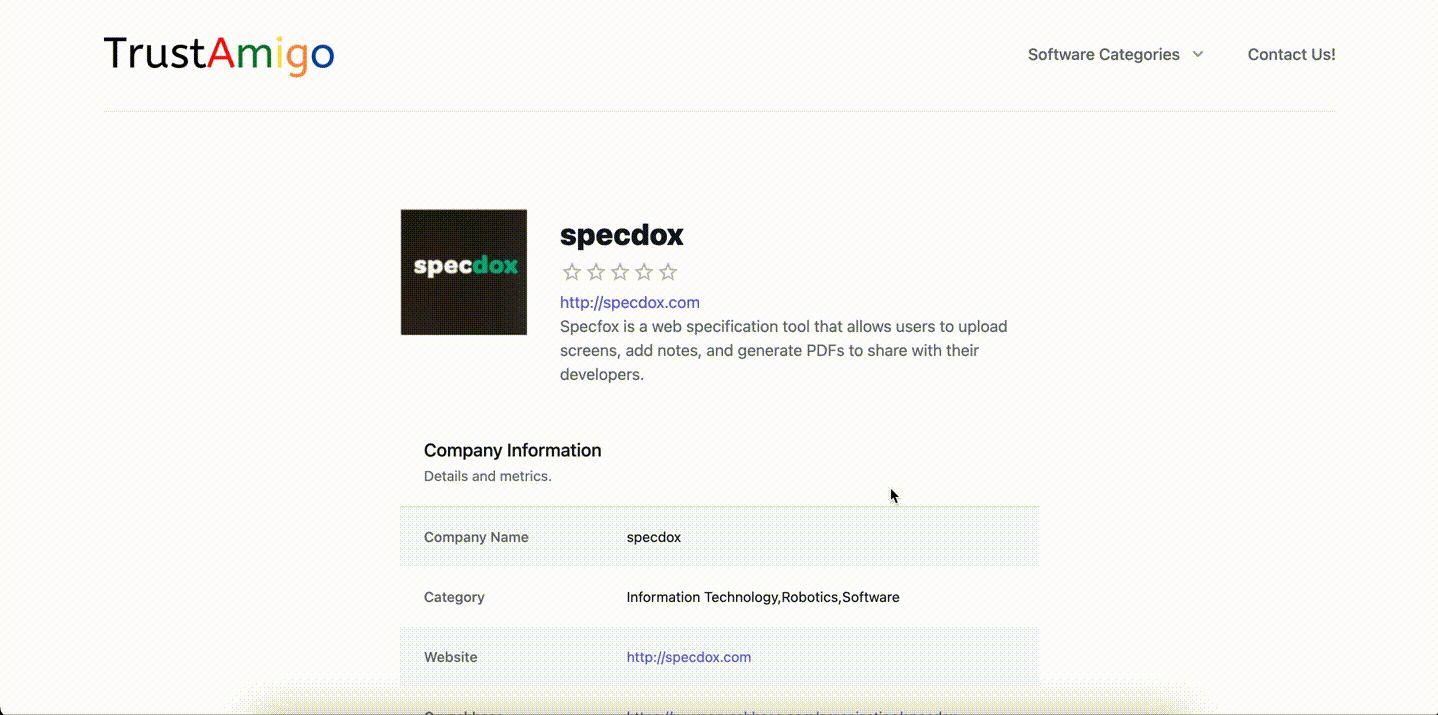 TrustAmigo
Software Categories
Contact Us!
specdox
specdox
http://specdox.com
Specfox is a web specification tool that allows users to upload
screens, add notes, and generate PDFs to share with their
developers.
Company Information
Details and metrics.
Company Name specdox
Category Information Technology,Robotics,Software
Website http://specdox.com